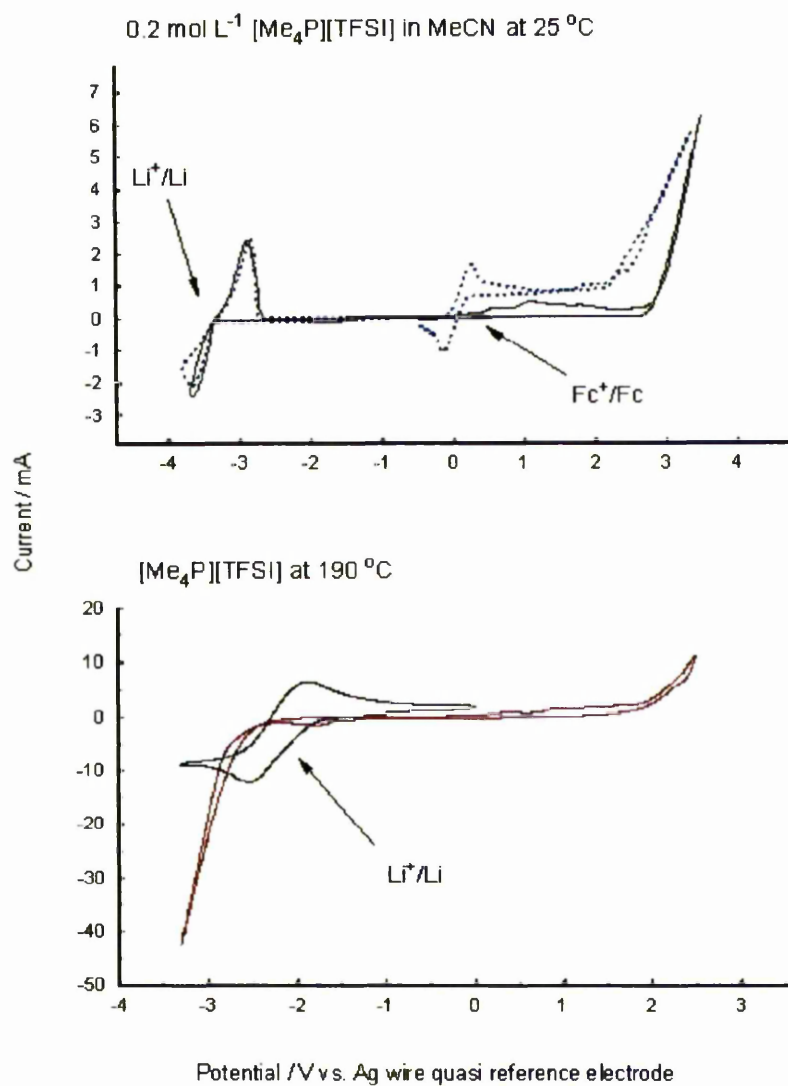 0.2 mol L⁻¹ [Me₄P][TFSI] in MeCN at 25 °C
7
6
5
4
3
2
1
0
-1
-2
-3
Li⁺/Li
Fc⁺/Fc
-4 -3 -2 -1 0 1 2 3 4
Current / mA
[Me₄P][TFSI] at 190 °C
20
10
0
-10
-20
-30
-40
-50
Li⁺/Li
-4 -3 -2 -1 0 1 2 3
Potential / V vs. Ag wire quasi reference electrode